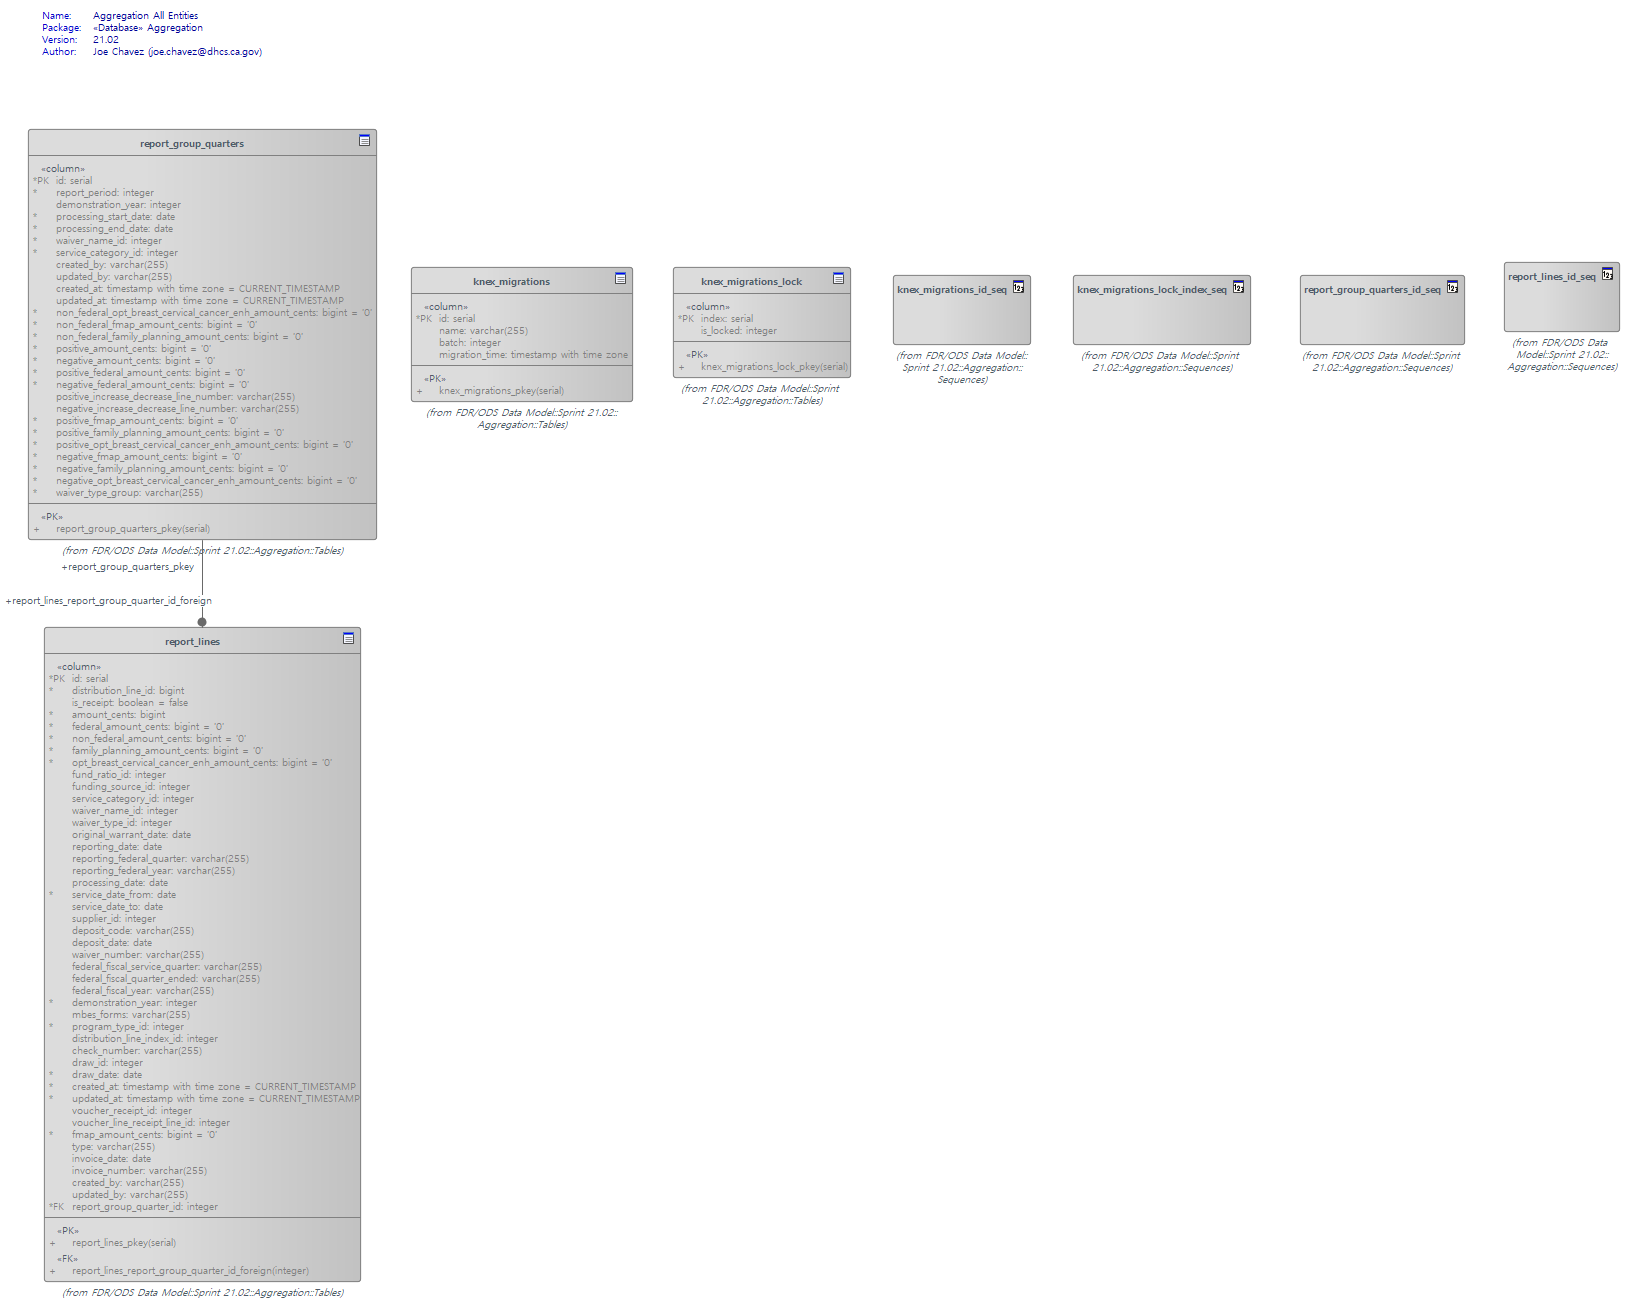 Name: Aggregation All Entities
Package: «Database» Aggregation
Version: 21.02
Author: Joe Chavez (joe.chavez@dhcs.ca.gov)
report_group_quarters
«column»
*PK id: serial
* report_period: integer
demonstration_year: integer
* processing_start_date: date
* processing_end_date: date
* waiver_name_id: integer
* service_category_id: integer
created_by: varchar(255)
updated_by: varchar(255)
created_at: timestamp with time zone = CURRENT_TIMESTAMP
updated_at: timestamp with time zone = CURRENT_TIMESTAMP
* non_federal_opt_breast_cervical_cancer_enh_amount_cents: bigint = '0'
* non_federal_fmap_amount_cents: bigint = '0'
* non_federal_family_planning_amount_cents: bigint = '0'
* positive_amount_cents: bigint = '0'
* negative_amount_cents: bigint = '0'
* positive_federal_amount_cents: bigint = '0'
* negative_federal_amount_cents: bigint = '0'
positive_increase_decrease_line_number: varchar(255)
negative_increase_decrease_line_number: varchar(255)
* positive_fmap_amount_cents: bigint = '0'
* positive_family_planning_amount_cents: bigint = '0'
* positive_opt_breast_cervical_cancer_enh_amount_cents: bigint = '0'
* negative_fmap_amount_cents: bigint = '0'
* negative_family_planning_amount_cents: bigint = '0'
* negative_opt_breast_cervical_cancer_enh_amount_cents: bigint = '0'
* waiver_type_group: varchar(255)
«PK»
+ report_group_quarters_pkey(serial)
(from FDR/ODS Data Model::Sprint 21.02::Aggregation::Tables)
+report_group_quarters_pkey
+report_lines_report_group_quarter_id_foreign
report_lines
«column»
*PK id: serial
* distribution_line_id: bigint
is_receipt: boolean = false
* amount_cents: bigint
* federal_amount_cents: bigint = '0'
* non_federal_amount_cents: bigint = '0'
* family_planning_amount_cents: bigint = '0'
* opt_breast_cervical_cancer_enh_amount_cents: bigint = '0'
fund_ratio_id: integer
funding_source_id: integer
service_category_id: integer
waiver_name_id: integer
waiver_type_id: integer
original_warrant_date: date
reporting_date: date
reporting_federal_quarter: varchar(255)
reporting_federal_year: varchar(255)
processing_date: date
* service_date_from: date
service_date_to: date
supplier_id: integer
deposit_code: varchar(255)
deposit_date: date
waiver_number: varchar(255)
federal_fiscal_service_quarter: varchar(255)
federal_fiscal_quarter_ended: varchar(255)
federal_fiscal_year: varchar(255)
* demonstration_year: integer
mbes_forms: varchar(255)
* program_type_id: integer
distribution_line_index_id: integer
check_number: varchar(255)
draw_id: integer
* draw_date: date
* created_at: timestamp with time zone = CURRENT_TIMESTAMP
* updated_at: timestamp with time zone = CURRENT_TIMESTAMP
voucher_receipt_id: integer
voucher_line_receipt_line_id: integer
* fmap_amount_cents: bigint = '0'
type: varchar(255)
invoice_date: date
invoice_number: varchar(255)
created_by: varchar(255)
updated_by: varchar(255)
*FK report_group_quarter_id: integer
«PK»
+ report_lines_pkey(serial)
«FK»
+ report_lines_report_group_quarter_id_foreign(integer)
(from FDR/ODS Data Model::Sprint 21.02::Aggregation::Tables)
knex_migrations
«column»
*PK id: serial
name: varchar(255)
batch: integer
migration_time: timestamp with time zone
«PK»
+ knex_migrations_pkey(serial)
(from FDR/ODS Data Model::Sprint 21.02::
Aggregation::Tables)
knex_migrations_lock
«column»
*PK index: serial
is_locked: integer
«PK»
+ knex_migrations_lock_pkey(serial)
(from FDR/ODS Data Model::Sprint
21.02::Aggregation::Tables)
knex_migrations_id_seq
(from FDR/ODS Data Model::
Sprint 21.02::Aggregation::
Sequences)
knex_migrations_lock_index_seq
(from FDR/ODS Data Model::Sprint
21.02::Aggregation::Sequences)
report_group_quarters_id_seq
(from FDR/ODS Data Model::Sprint
21.02::Aggregation::Sequences)
report_lines_id_seq
(from FDR/ODS Data
Model::Sprint 21.02::
Aggregation::Sequences)